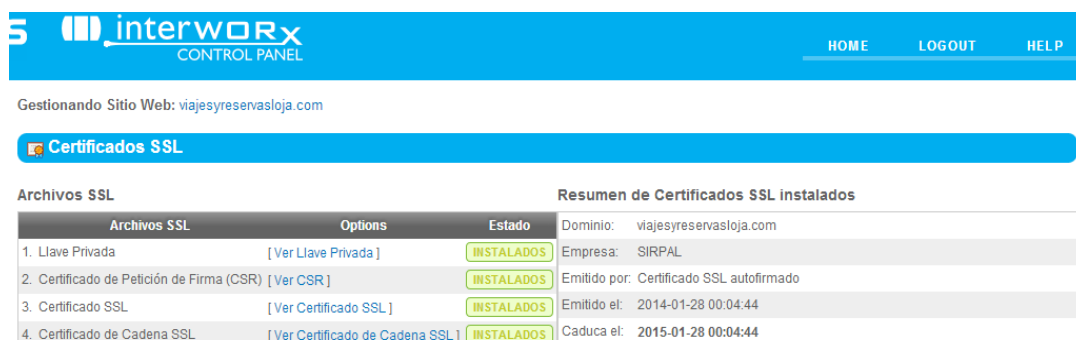 S interworx
CONTROL PANEL
HOME LOGOUT HELP
Gestionando Sitio Web: viajesyreservasloja.com
Certificados SSL
Archivos SSL
Archivos SSL Options Estado
1. Llave Privada [ Ver Llave Privada ] INSTALADOS
2. Certificado de Petición de Firma (CSR) [ Ver CSR ] INSTALADOS
3. Certificado SSL [ Ver Certificado SSL ] INSTALADOS
4. Certificado de Cadena SSL [ Ver Certificado de Cadena SSL ] INSTALADOS
Resumen de Certificados SSL instalados
Dominio: viajesyreservasloja.com
Empresa: SIRPAL
Emitido por: Certificado SSL autofirmado
Emitido el: 2014-01-28 00:04:44
Caduca el: 2015-01-28 00:04:44